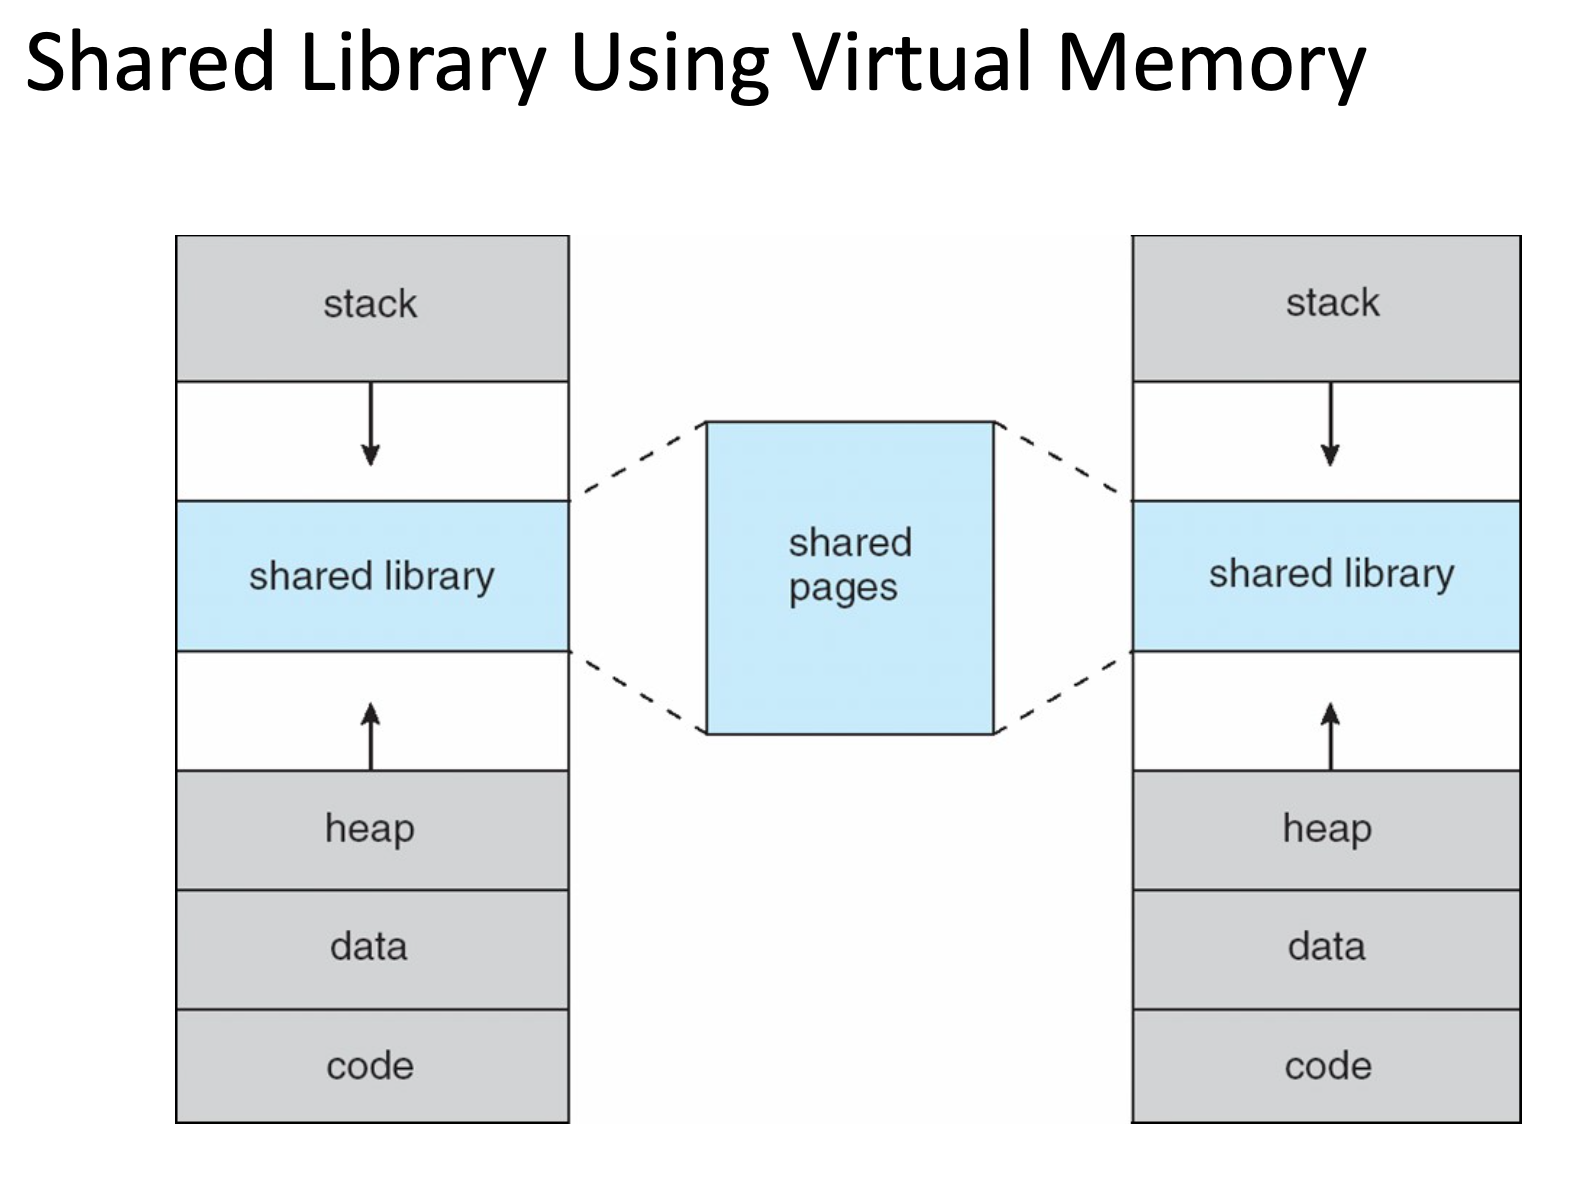 Shared Library Using Virtual Memory
stack
shared library
heap
data
code
shared
pages
stack
shared library
heap
data
code